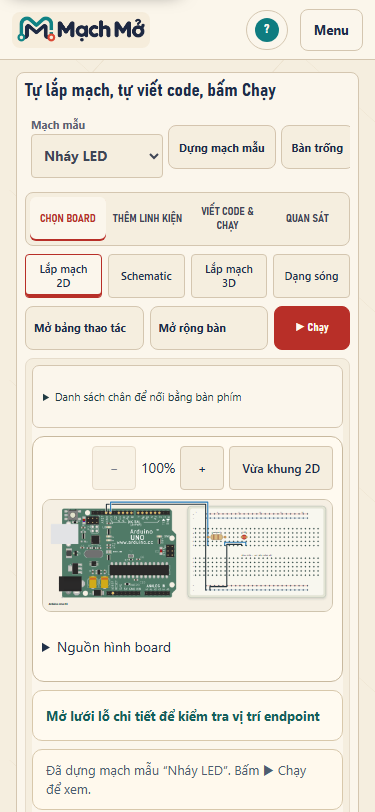 Mạch Mở
?
Menu
Tự lắp mạch, tự viết code, bấm Chạy
Mạch mẫu
Nháy LED
Dựng mạch mẫu
Bàn trống
CHỌN BOARD
THÊM LINH KIỆN
VIẾT CODE &
CHẠY
QUAN SÁT
Lắp mạch
2D
Schematic
Lắp mạch
3D
Dạng sóng
Mở bảng thao tác
Mở rộng bàn
▶ Chạy
▶ Danh sách chân để nối bằng bàn phím
−
100%
+
Vừa khung 2D
Arduino
UNO
▶ Nguồn hình board
Mở lưới lỗ chi tiết để kiểm tra vị trí endpoint
Đã dựng mạch mẫu “Nháy LED”. Bấm ▶ Chạy
để xem.